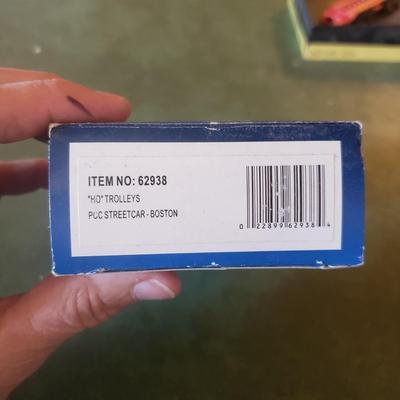 ITEM NO: 62938
"HO" TROLLEYS
PCC STREETCAR - BOSTON
0 22899 62938 4